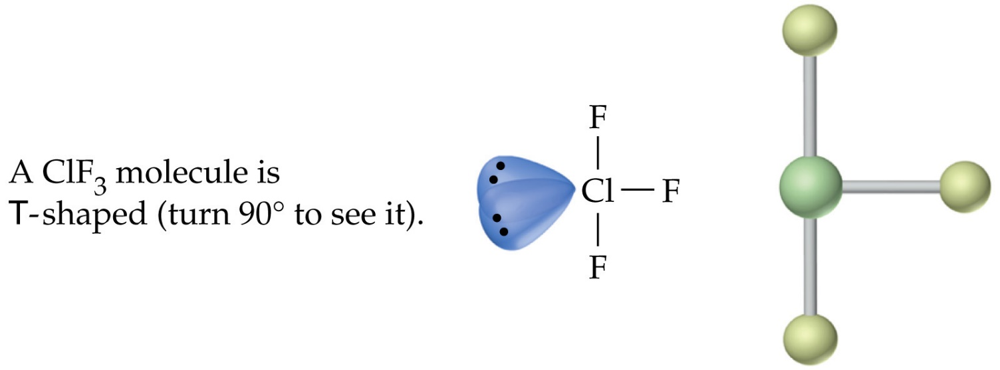 A ClF₃ molecule is
T-shaped (turn 90° to see it).
F
Cl — F
F